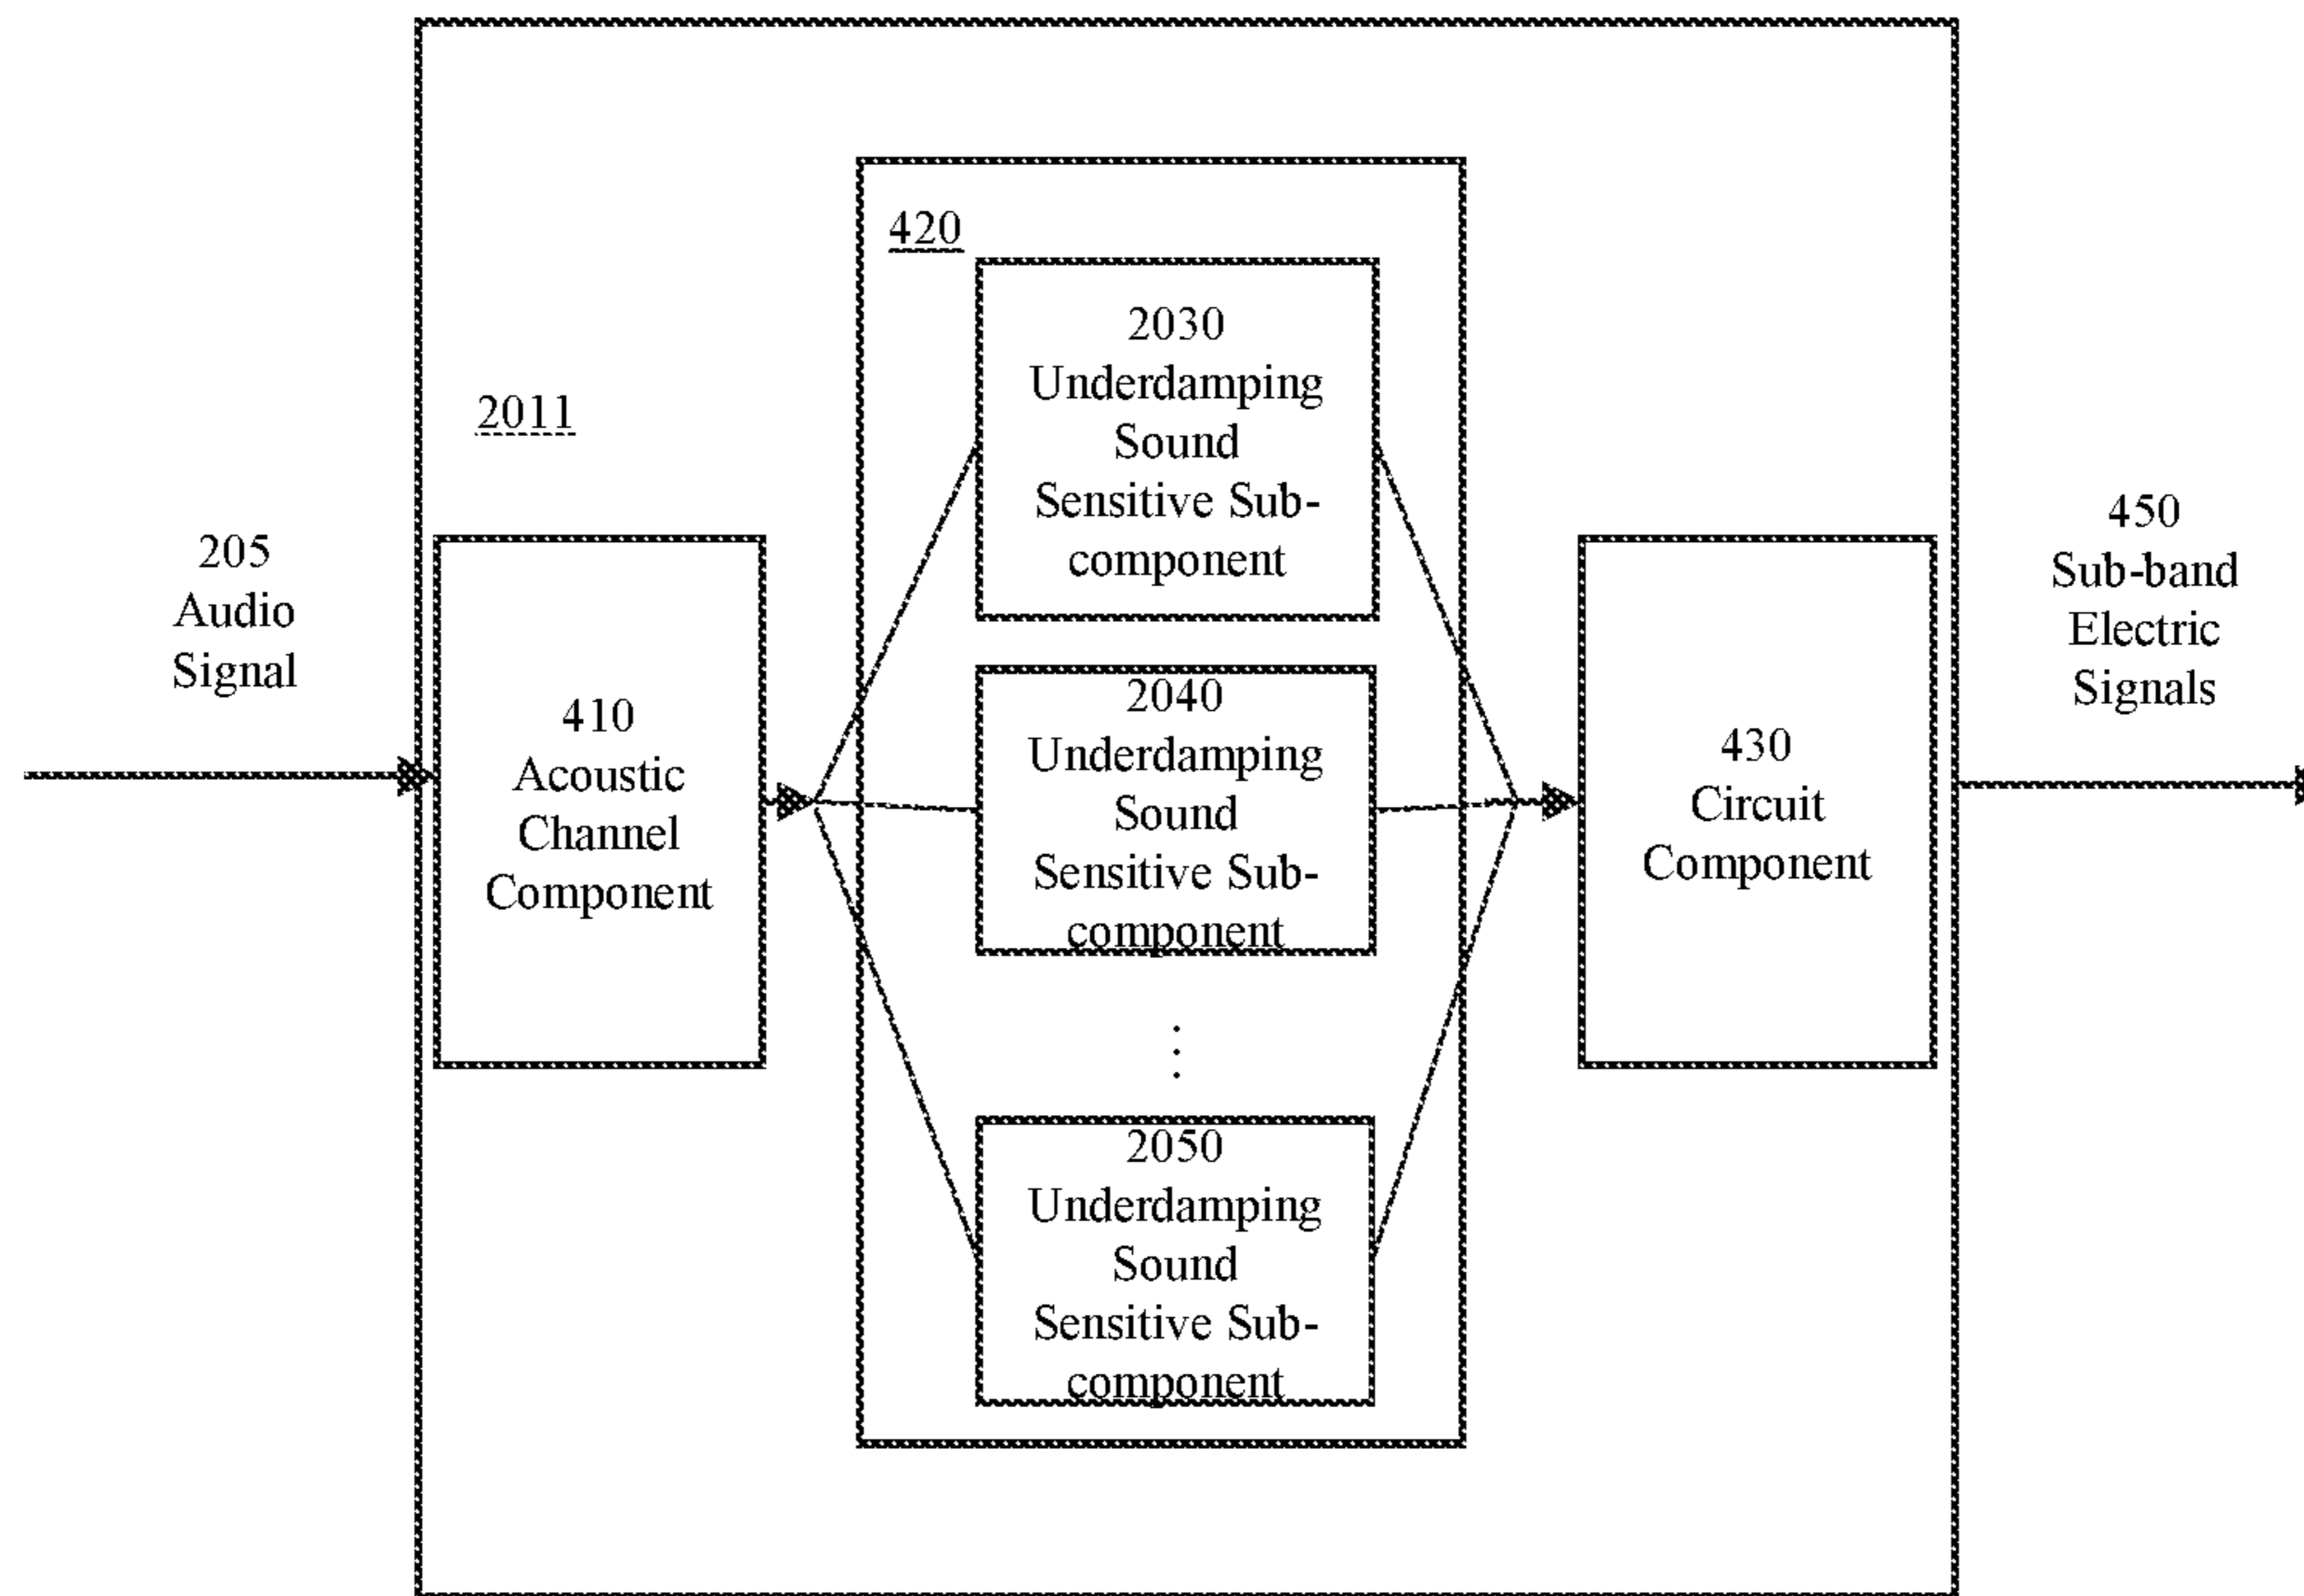 420
2030
Underdamping
Sound
Sensitive Sub-
component
2011
205
Audio
Signal
410
Acoustic
Channel
Component
2040
Underdamping
Sound
Sensitive Sub-
component
430
Circuit
Component
450
Sub-band
Electric
Signals
2050
Underdamping
Sound
Sensitive Sub-
component